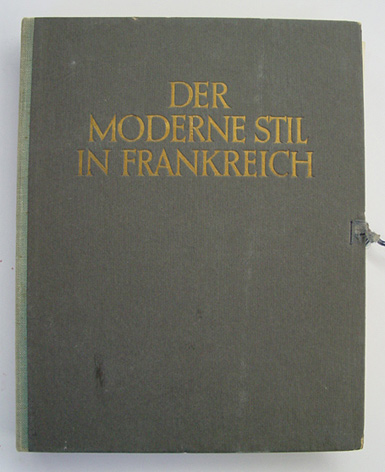 DER
MODERNE STIL
IN FRANKREICH